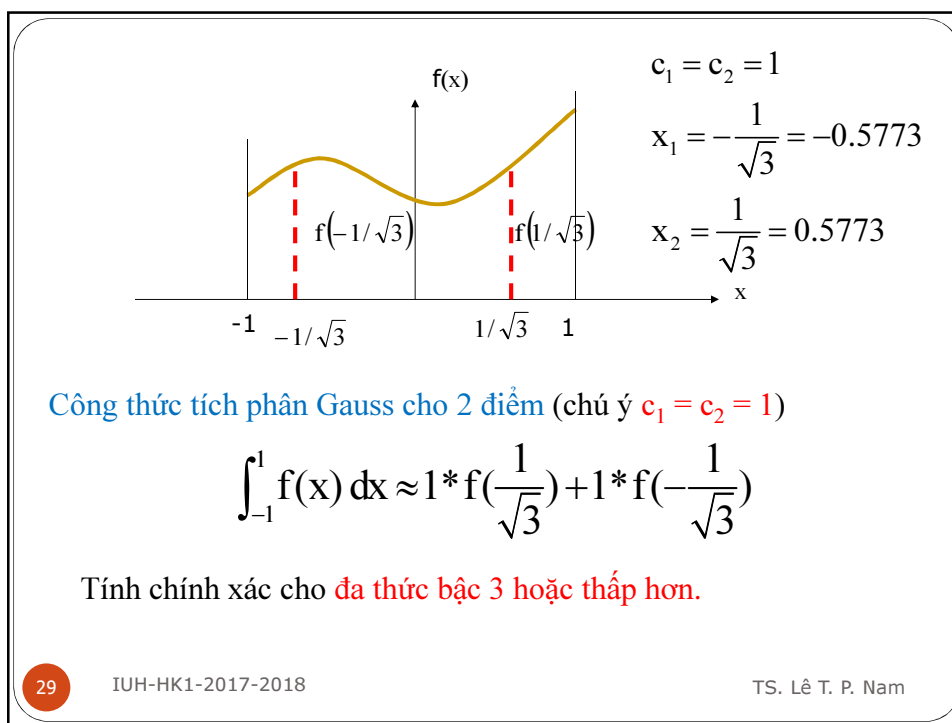 f(x)
c₁ = c₂ = 1
x₁ = −1/√3 = −0.5773
x₂ = 1/√3 = 0.5773
f(−1/√3)
f(1/√3)
x
-1
−1/√3
1/√3
1
Công thức tích phân Gauss cho 2 điểm (chú ý c₁ = c₂ = 1)
∫₋₁¹ f(x) dx ≈ 1*f(1/√3) + 1*f(−1/√3)
Tính chính xác cho đa thức bậc 3 hoặc thấp hơn.
29
IUH-HK1-2017-2018
TS. Lê T. P. Nam